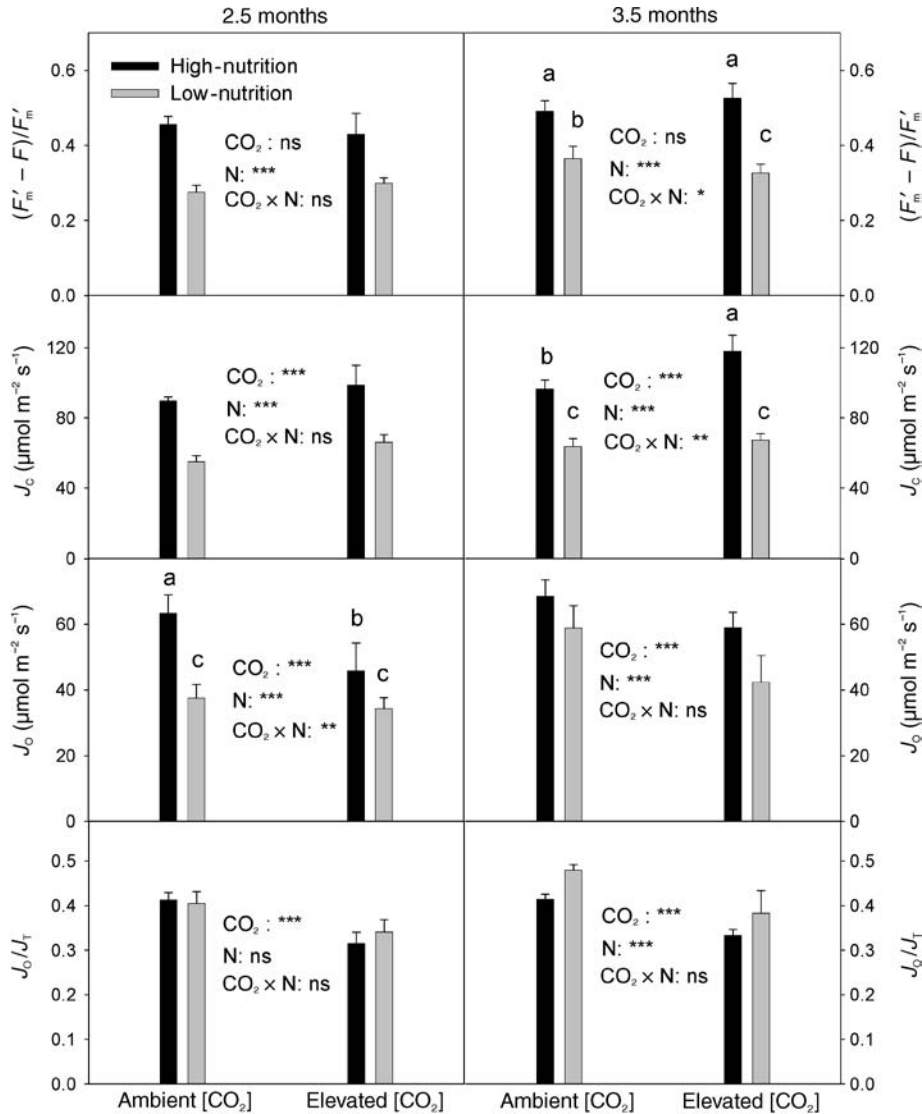 2.5 months
3.5 months
High-nutrition
Low-nutrition
(F′m − F)/F′m
0.6
0.4
0.2
0.0
CO₂ : ns
N: ***
CO₂ × N: ns
a
b
a
c
CO₂ : ns
N: ***
CO₂ × N: *
0.6
0.4
0.2
0.0
(F′m − F)/F′m
JC (µmol m⁻² s⁻¹)
120
80
40
0
CO₂ : ***
N: ***
CO₂ × N: ns
b
c
a
c
CO₂ : ***
N: ***
CO₂ × N: **
120
80
40
0
JC (µmol m⁻² s⁻¹)
JO (µmol m⁻² s⁻¹)
60
40
20
0
a
c
b
c
CO₂ : ***
N: ***
CO₂ × N: **
CO₂ : ***
N: ***
CO₂ × N: ns
60
40
20
0
JO (µmol m⁻² s⁻¹)
JO/JT
0.5
0.4
0.3
0.2
0.1
0.0
CO₂ : ***
N: ns
CO₂ × N: ns
CO₂ : ***
N: ***
CO₂ × N: ns
0.5
0.4
0.3
0.2
0.1
0.0
JO/JT
Ambient [CO₂]
Elevated [CO₂]
Ambient [CO₂]
Elevated [CO₂]